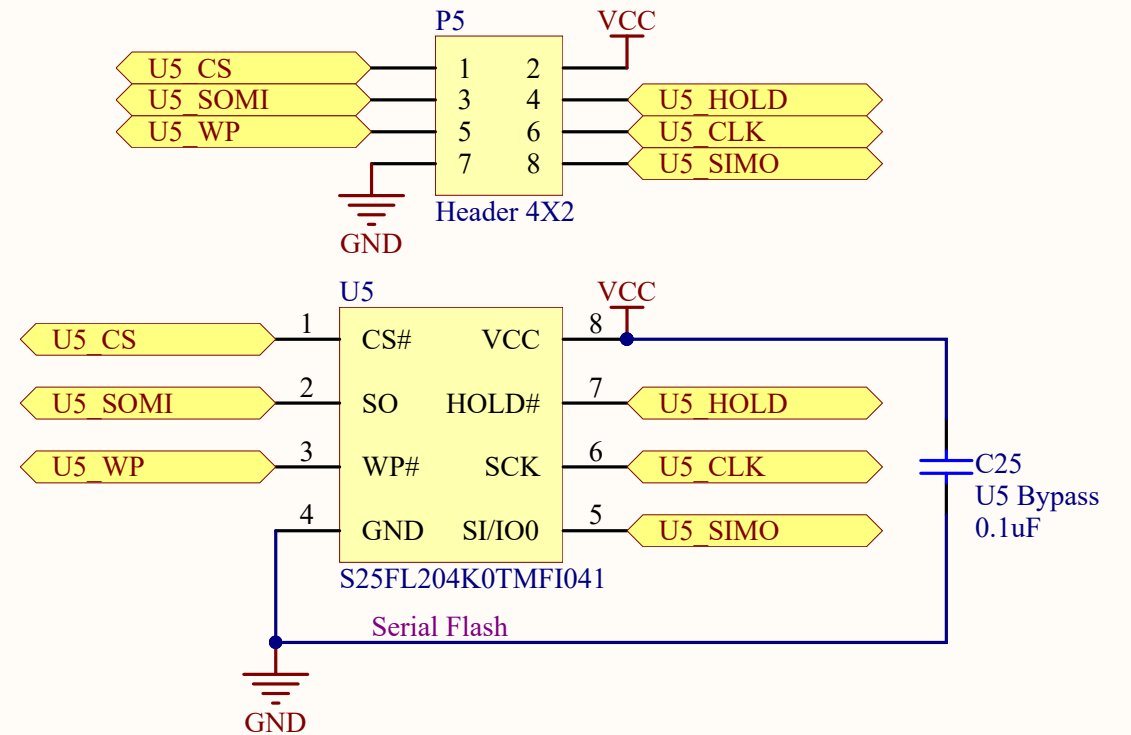 P5
VCC
U5_CS 1 2
U5_SOMI 3 4 U5_HOLD
U5_WP 5 6 U5_CLK
7 8 U5_SIMO
Header 4X2
GND
U5
VCC
U5_CS 1 CS# VCC 8
U5_SOMI 2 SO HOLD# 7 U5_HOLD
U5_WP 3 WP# SCK 6 U5_CLK
4 GND SI/IO0 5 U5_SIMO
C25
U5 Bypass
0.1uF
S25FL204K0TMFI041
Serial Flash
GND